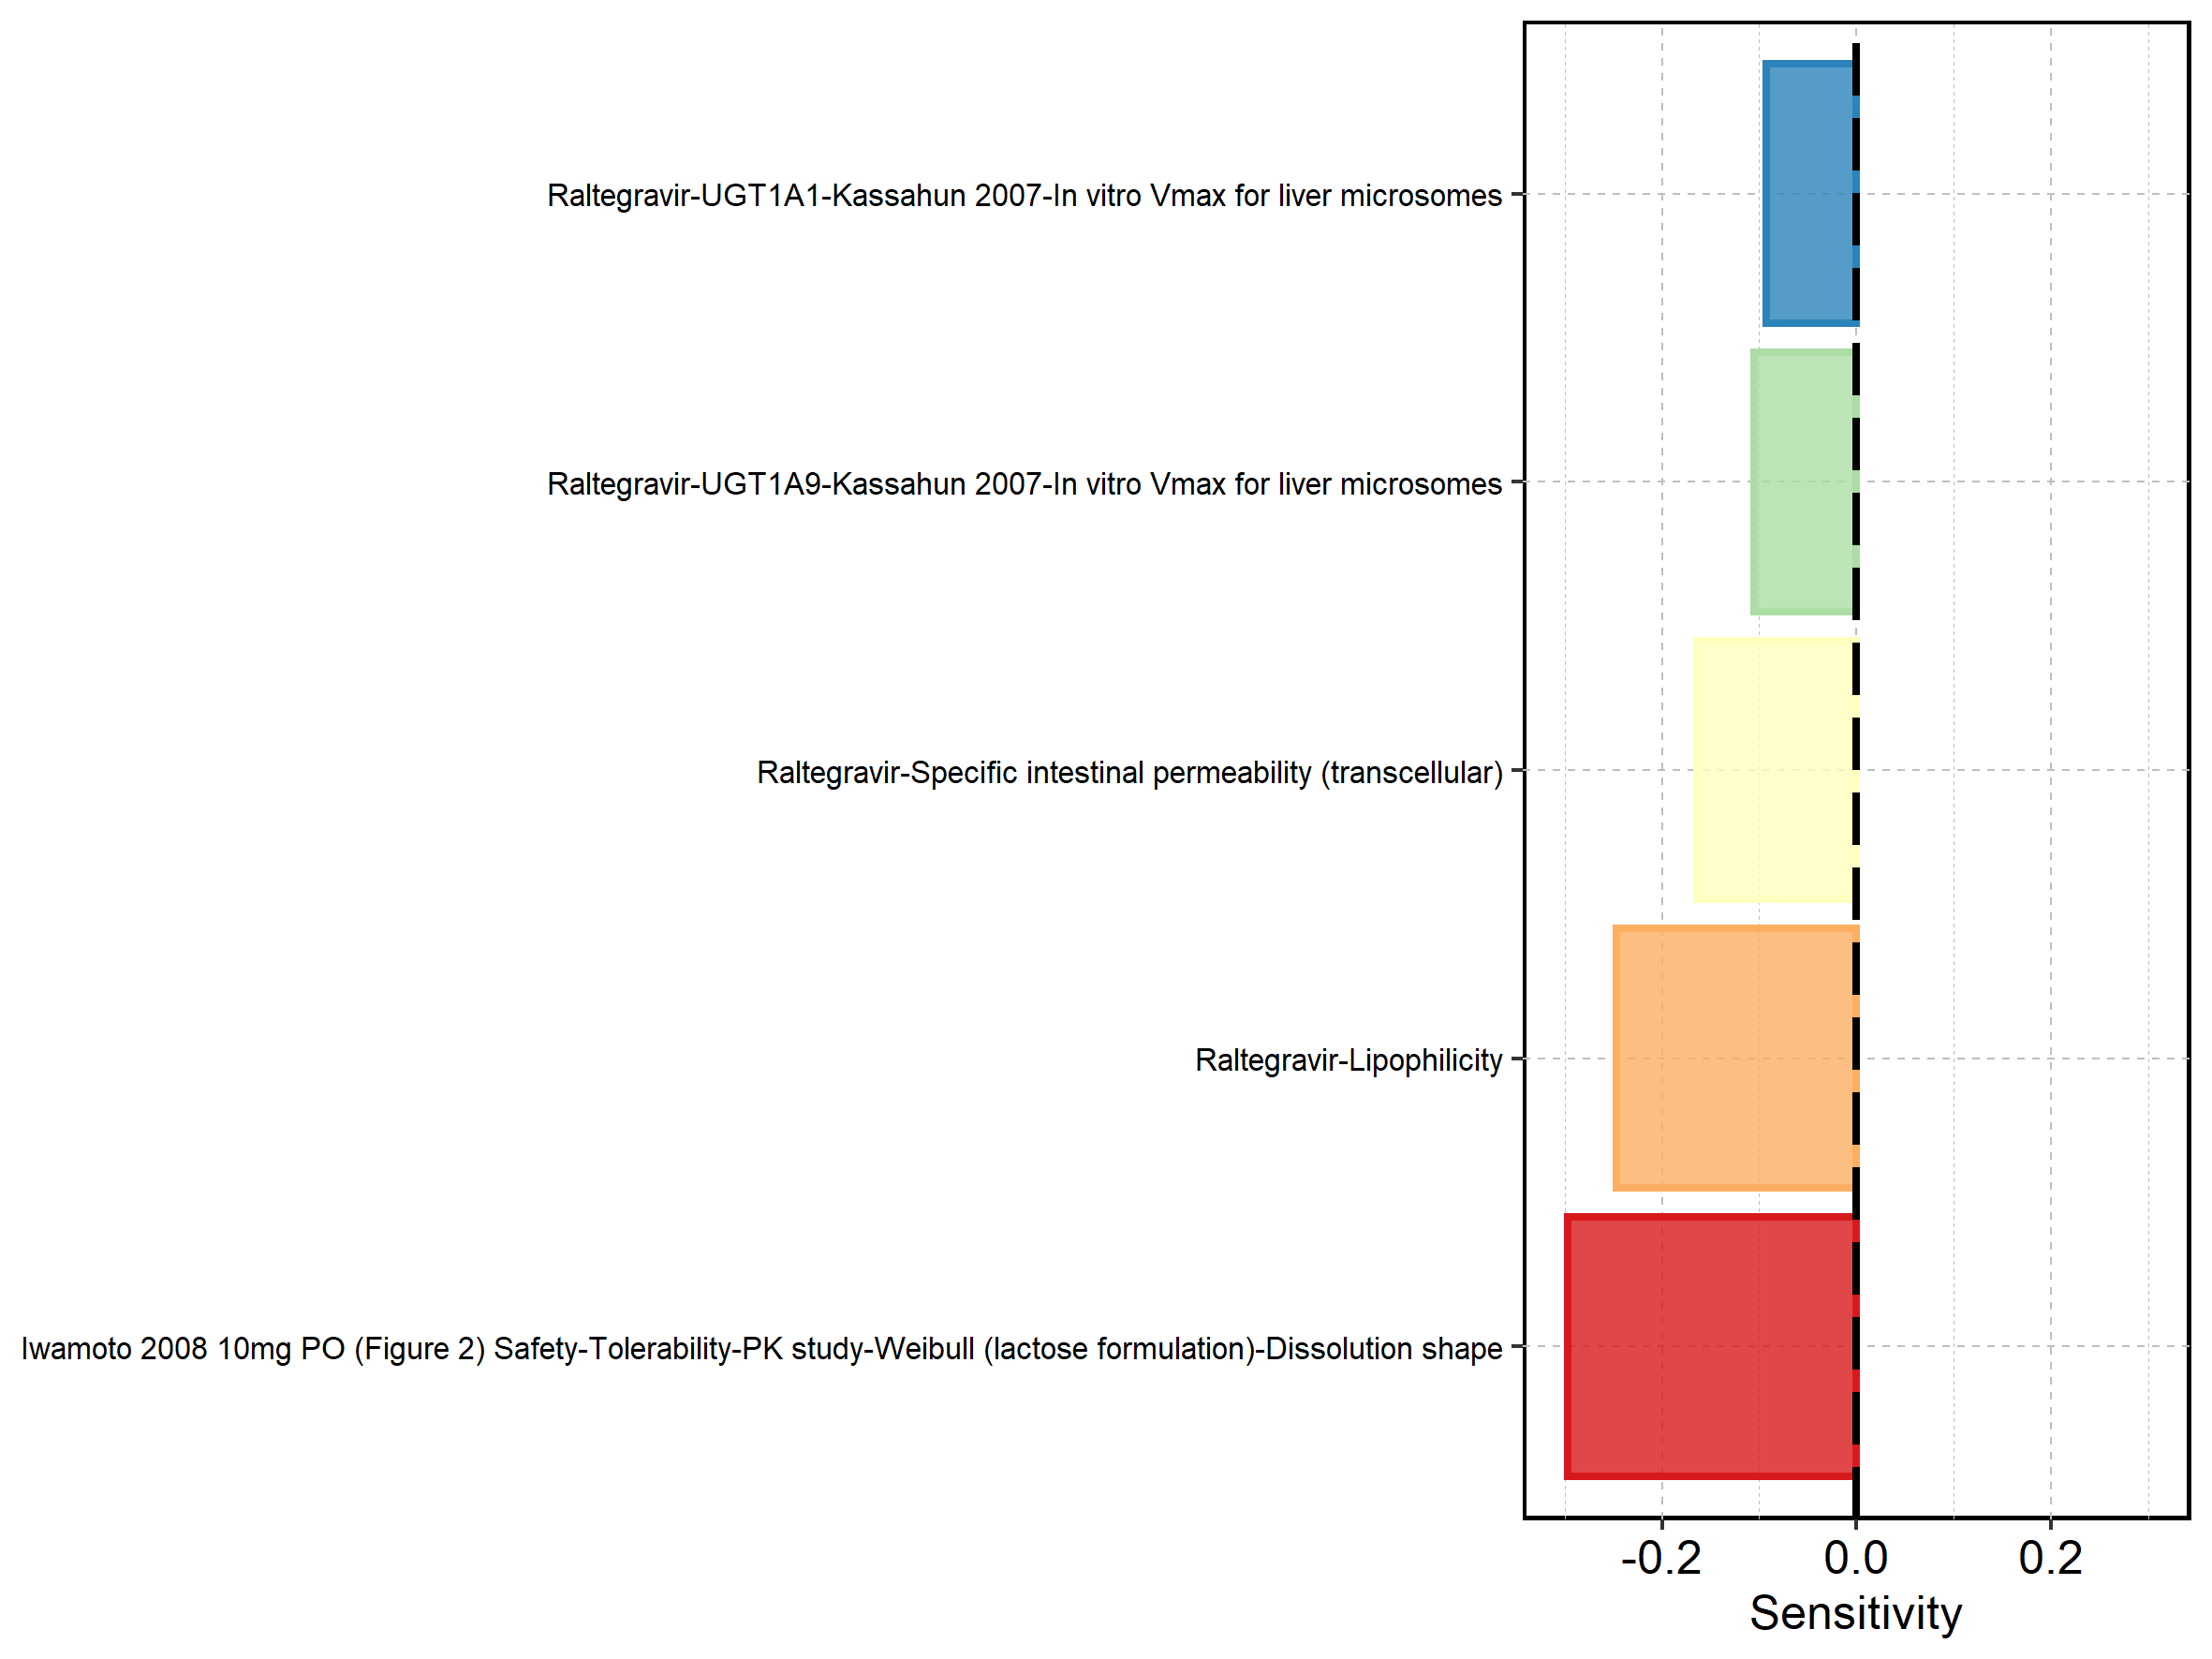 Raltegravir-UGT1A1-Kassahun 2007-In vitro Vmax for liver microsomes
Raltegravir-UGT1A9-Kassahun 2007-In vitro Vmax for liver microsomes
Raltegravir-Specific intestinal permeability (transcellular)
Raltegravir-Lipophilicity
Iwamoto 2008 10mg PO (Figure 2) Safety-Tolerability-PK study-Weibull (lactose formulation)-Dissolution shape
-0.2 0.0 0.2
Sensitivity